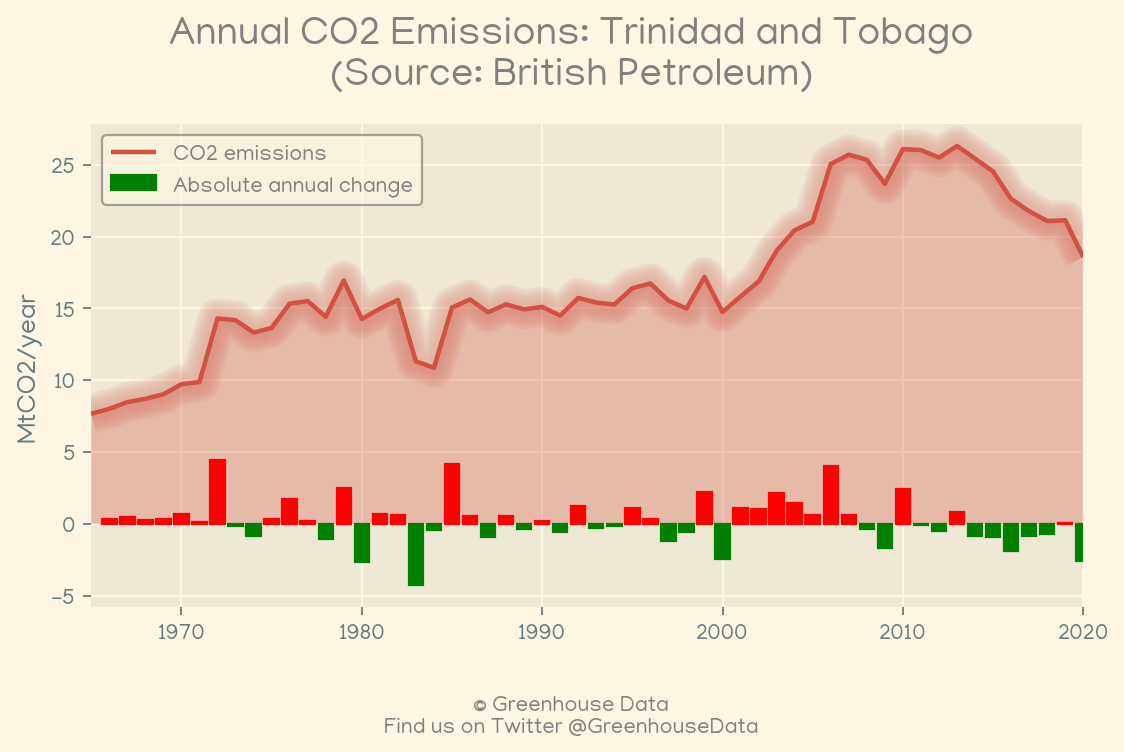 Annual CO2 Emissions: Trinidad and Tobago
(Source: British Petroleum)
CO2 emissions
Absolute annual change
MtCO2/year
25
20
15
10
5
0
−5
1970 1980 1990 2000 2010 2020
© Greenhouse Data
Find us on Twitter @GreenhouseData